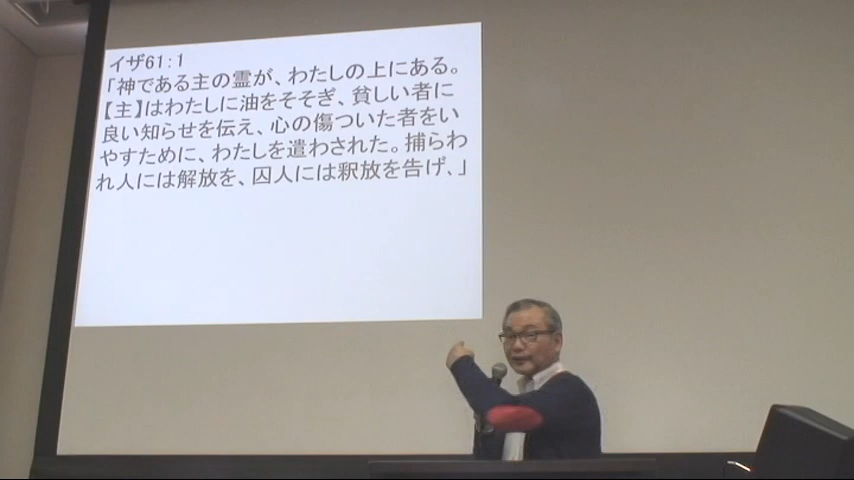 イザ61:1
「神である主の霊が、わたしの上にある。
【主】はわたしに油をそそぎ、貧しい者に
良い知らせを伝え、心の傷ついた者をい
やすために、わたしを遣わされた。捕らわ
れ人には解放を、囚人には釈放を告げ、」